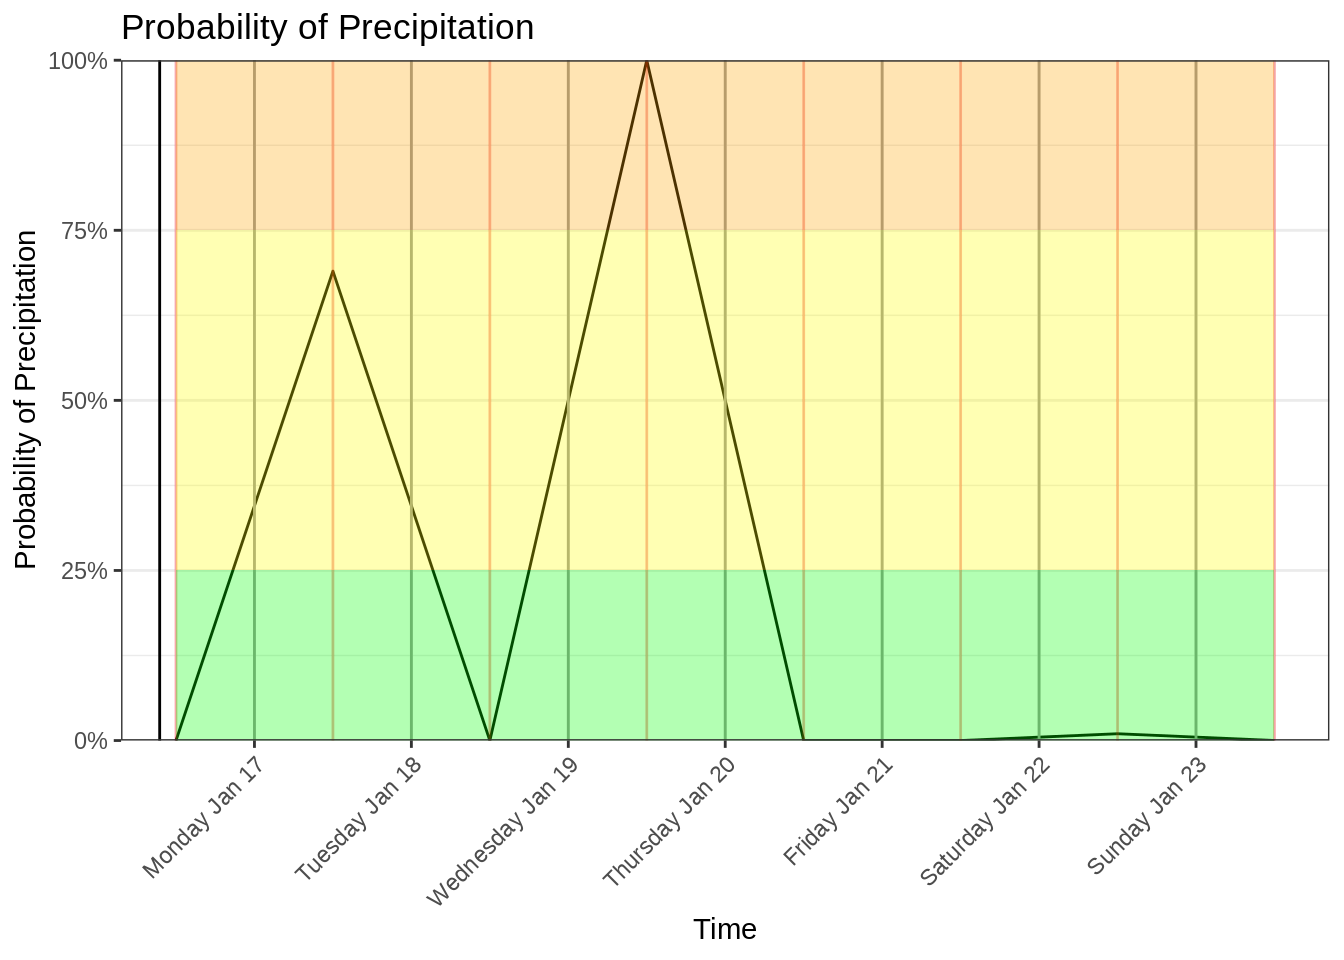 Probability of Precipitation
Probability of Precipitation
100%
75%
50%
25%
0%
Monday Jan 17
Tuesday Jan 18
Wednesday Jan 19
Thursday Jan 20
Friday Jan 21
Saturday Jan 22
Sunday Jan 23
Time